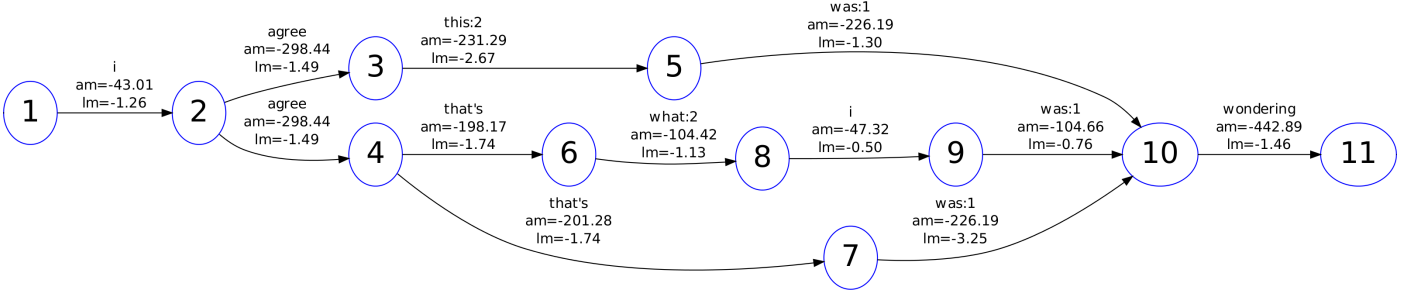 i
am=-43.01
lm=-1.26
agree
am=-298.44
lm=-1.49
agree
am=-298.44
lm=-1.49
this:2
am=-231.29
lm=-2.67
was:1
am=-226.19
lm=-1.30
that's
am=-198.17
lm=-1.74
what:2
am=-104.42
lm=-1.13
i
am=-47.32
lm=-0.50
was:1
am=-104.66
lm=-0.76
wondering
am=-442.89
lm=-1.46
that's
am=-201.28
lm=-1.74
was:1
am=-226.19
lm=-3.25
1
2
3
4
5
6
7
8
9
10
11